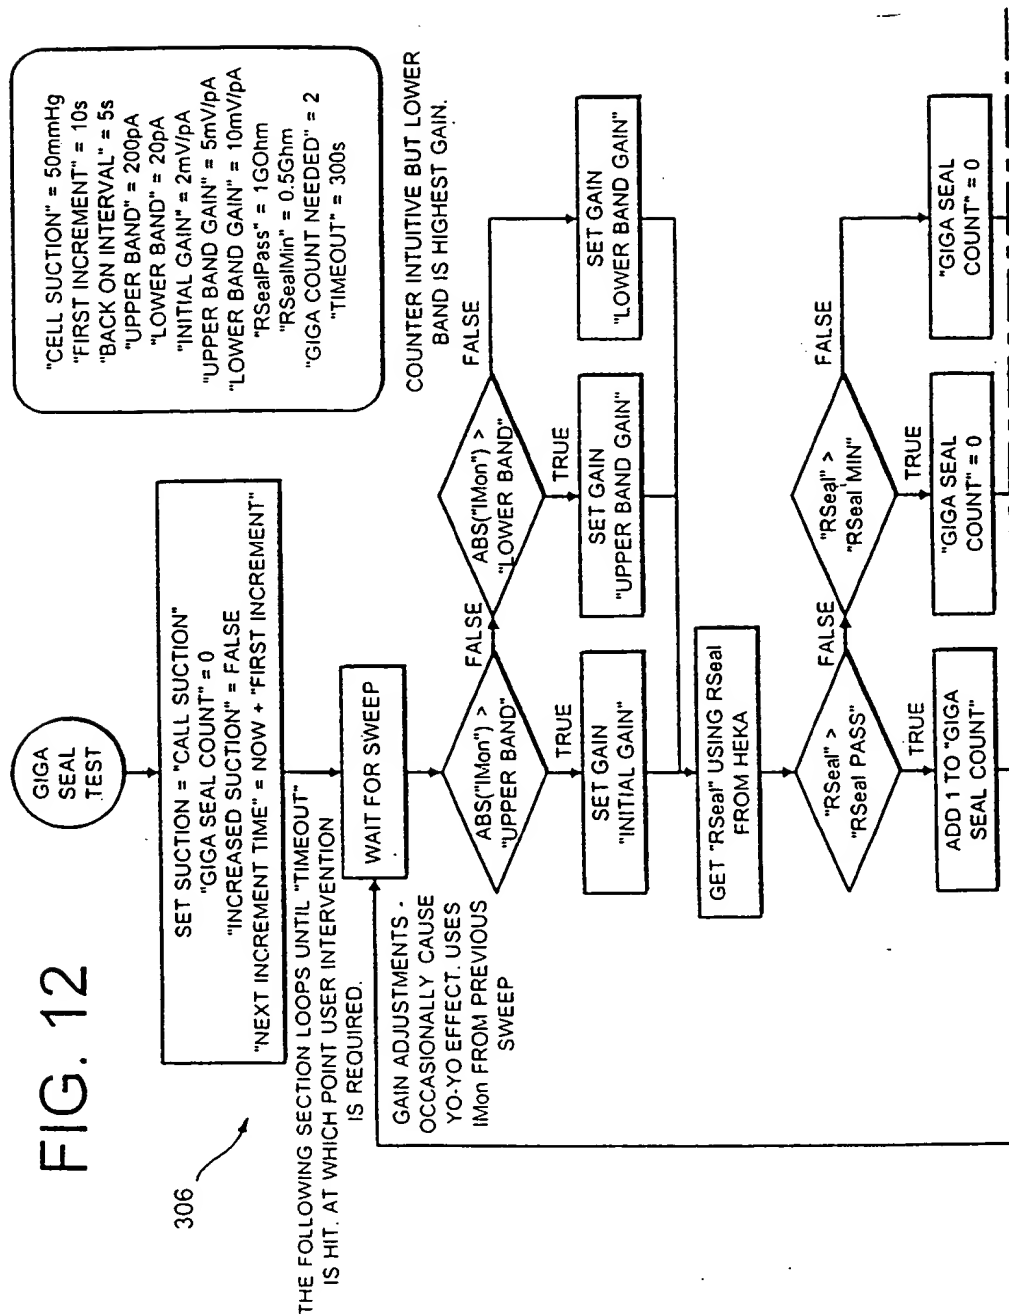 FIG. 12
306
GIGA
SEAL
TEST
"CELL SUCTION" = 50mmHg
"FIRST INCREMENT" = 10s
"BACK ON INTERVAL" = 5s
"UPPER BAND" = 200pA
"LOWER BAND" = 20pA
"INITIAL GAIN" = 2mV/pA
"UPPER BAND GAIN" = 5mV/pA
"LOWER BAND GAIN" = 10mV/pA
"RSealPass" = 1GOhm
"RSealMin" = 0.5Ghm
"GIGA COUNT NEEDED" = 2
"TIMEOUT" = 300s
SET SUCTION = "CALL SUCTION"
"GIGA SEAL COUNT" = 0
"INCREASED SUCTION" = FALSE
"NEXT INCREMENT TIME" = NOW + "FIRST INCREMENT"
THE FOLLOWING SECTION LOOPS UNTIL "TIMEOUT"
IS HIT. AT WHICH POINT USER INTERVENTION
IS REQUIRED.
WAIT FOR SWEEP
GAIN ADJUSTMENTS -
OCCASIONALLY CAUSE
YO-YO EFFECT. USES
IMon FROM PREVIOUS
SWEEP
COUNTER INTUITIVE BUT LOWER
BAND IS HIGHEST GAIN.
ABS("IMon") >
"UPPER BAND"
FALSE
TRUE
ABS("IMon") >
"LOWER BAND"
FALSE
TRUE
SET GAIN
"INITIAL GAIN"
SET GAIN
"UPPER BAND GAIN"
SET GAIN
"LOWER BAND GAIN"
GET "RSeal" USING RSeal
FROM HEKA
"RSeal" >
"RSeal PASS"
FALSE
TRUE
"RSeal" >
"RSeal MIN"
FALSE
TRUE
ADD 1 TO "GIGA
SEAL COUNT"
"GIGA SEAL
COUNT" = 0
"GIGA SEAL
COUNT" = 0